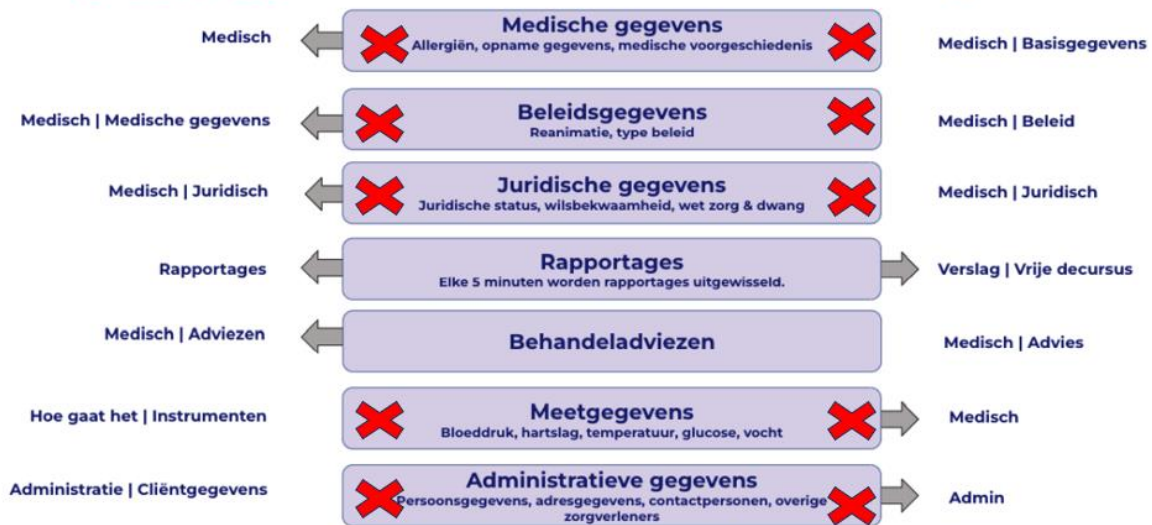 Medische gegevens
Medisch
Allergiën, opname gegevens, medische voorgeschiedenis
Medisch | Basisgegevens
Beleidsgegevens
Medisch | Medische gegevens
Reanimatie, type beleid
Medisch | Beleid
Juridische gegevens
Medisch | Juridisch
Juridische status, wilsbekwaamheid, wet zorg & dwang
Medisch | Juridisch
Rapportages
Rapportages
Elke 5 minuten worden rapportages uitgewisseld.
Verslag | Vrije decursus
Medisch | Adviezen
Behandeladviezen
Medisch | Advies
Hoe gaat het | Instrumenten
Meetgegevens
Bloeddruk, hartslag, temperatuur, glucose, vocht
Medisch
Administratie | Cliëntgegevens
Administratieve gegevens
Persoonsgegevens, adresgegevens, contactpersonen, overige
zorgverleners
Admin